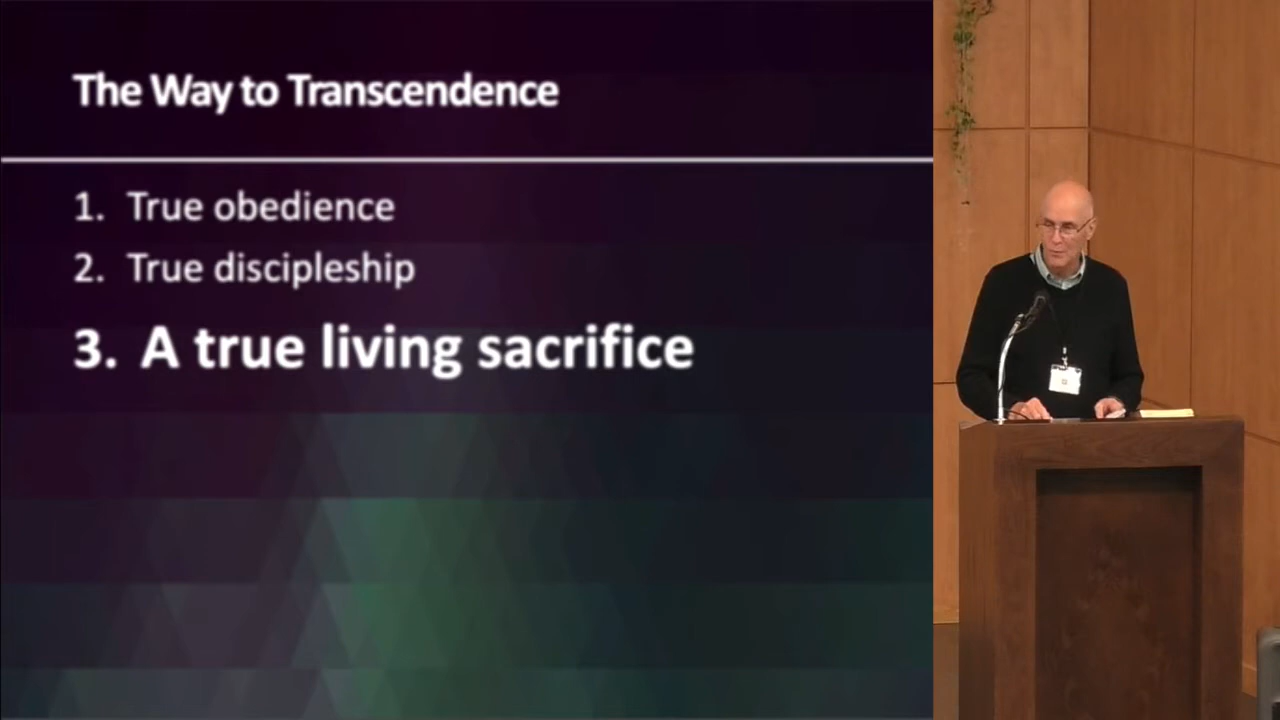 The Way to Transcendence
1. True obedience
2. True discipleship
3. A true living sacrifice